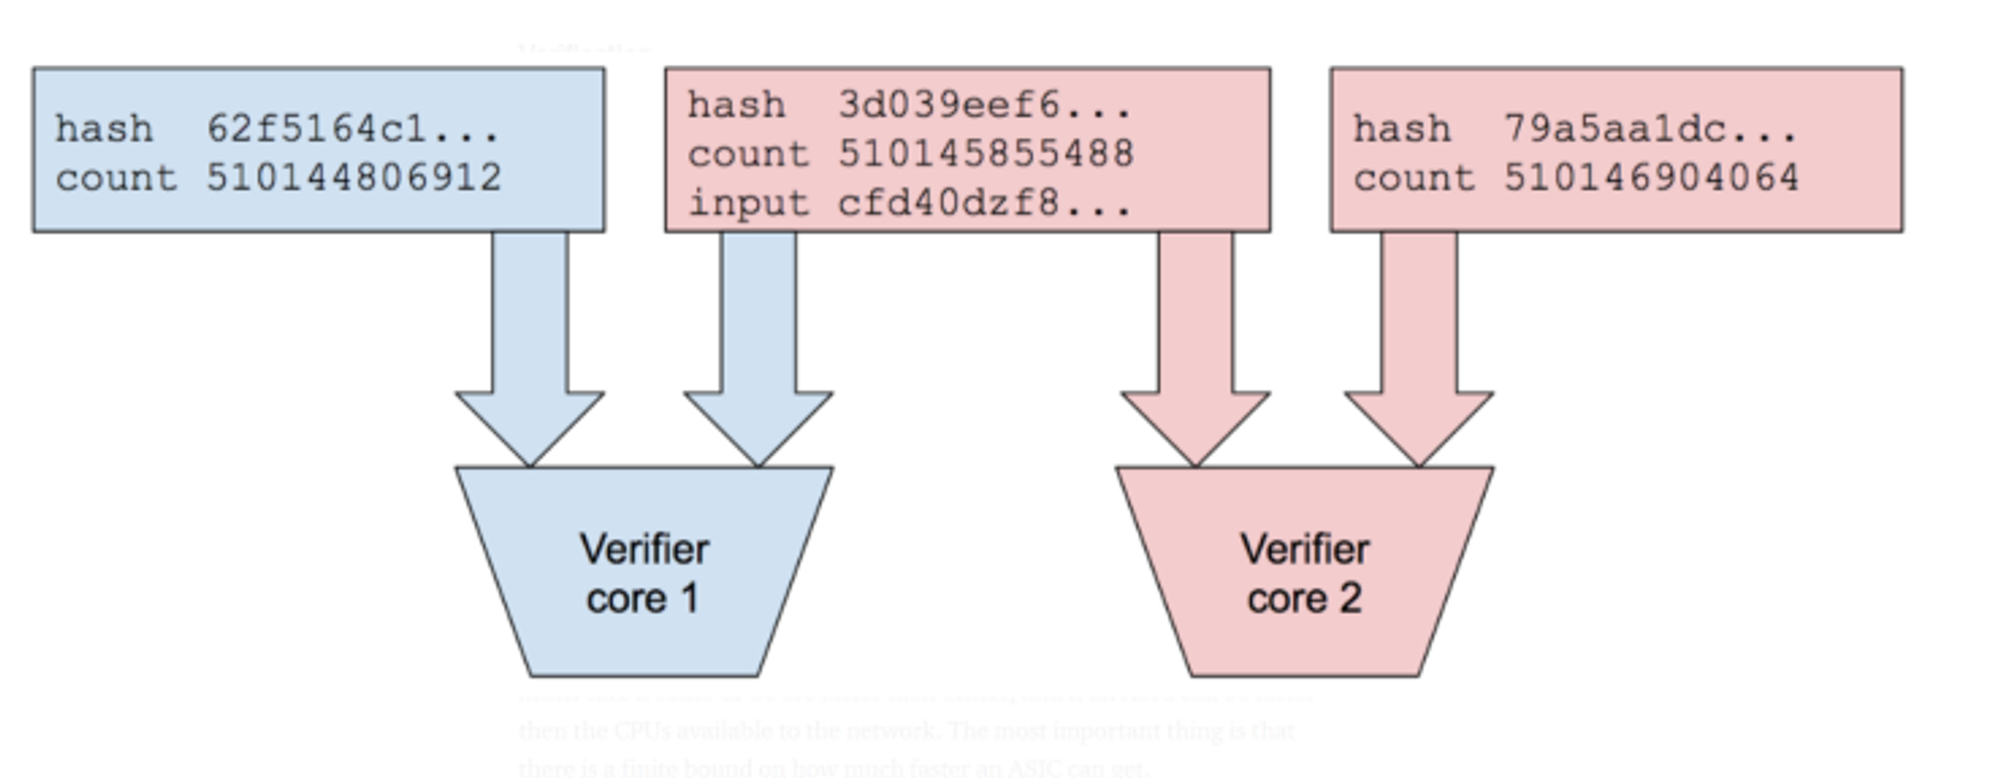 Verification
hash 62f5164c1...
count 510144806912
hash 3d039eef6...
count 510145855488
input cfd40dzf8...
hash 79a5aa1dc...
count 510146904064
Verifier
core 1
Verifier
core 2
then the CPUs available to the network. The most important thing is that
there is a finite bound on how much faster an ASIC can get.